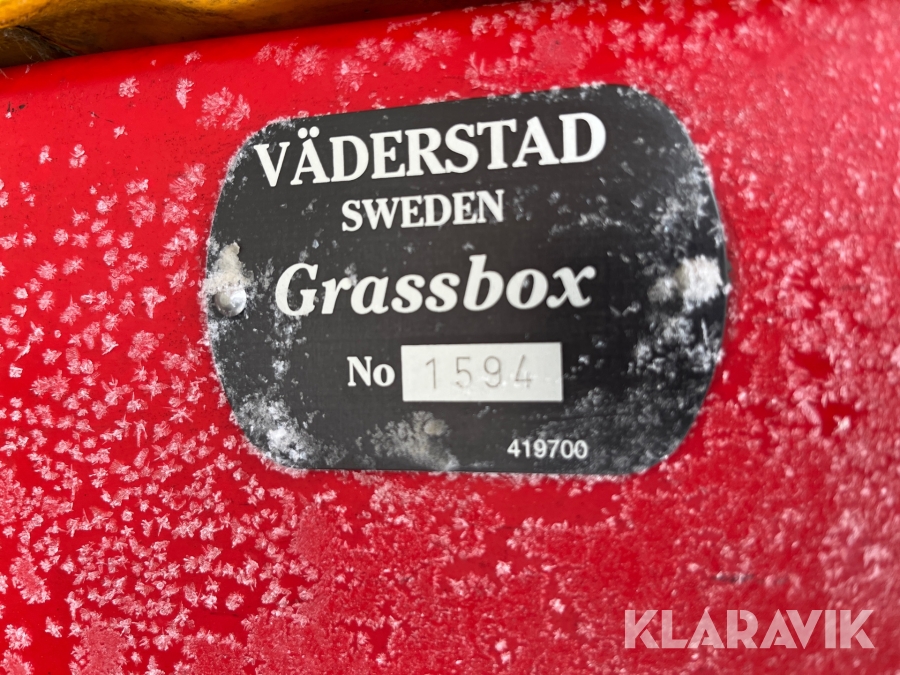 VÄDERSTAD
SWEDEN
Grassbox
No 1594
419700
KLARAVIK